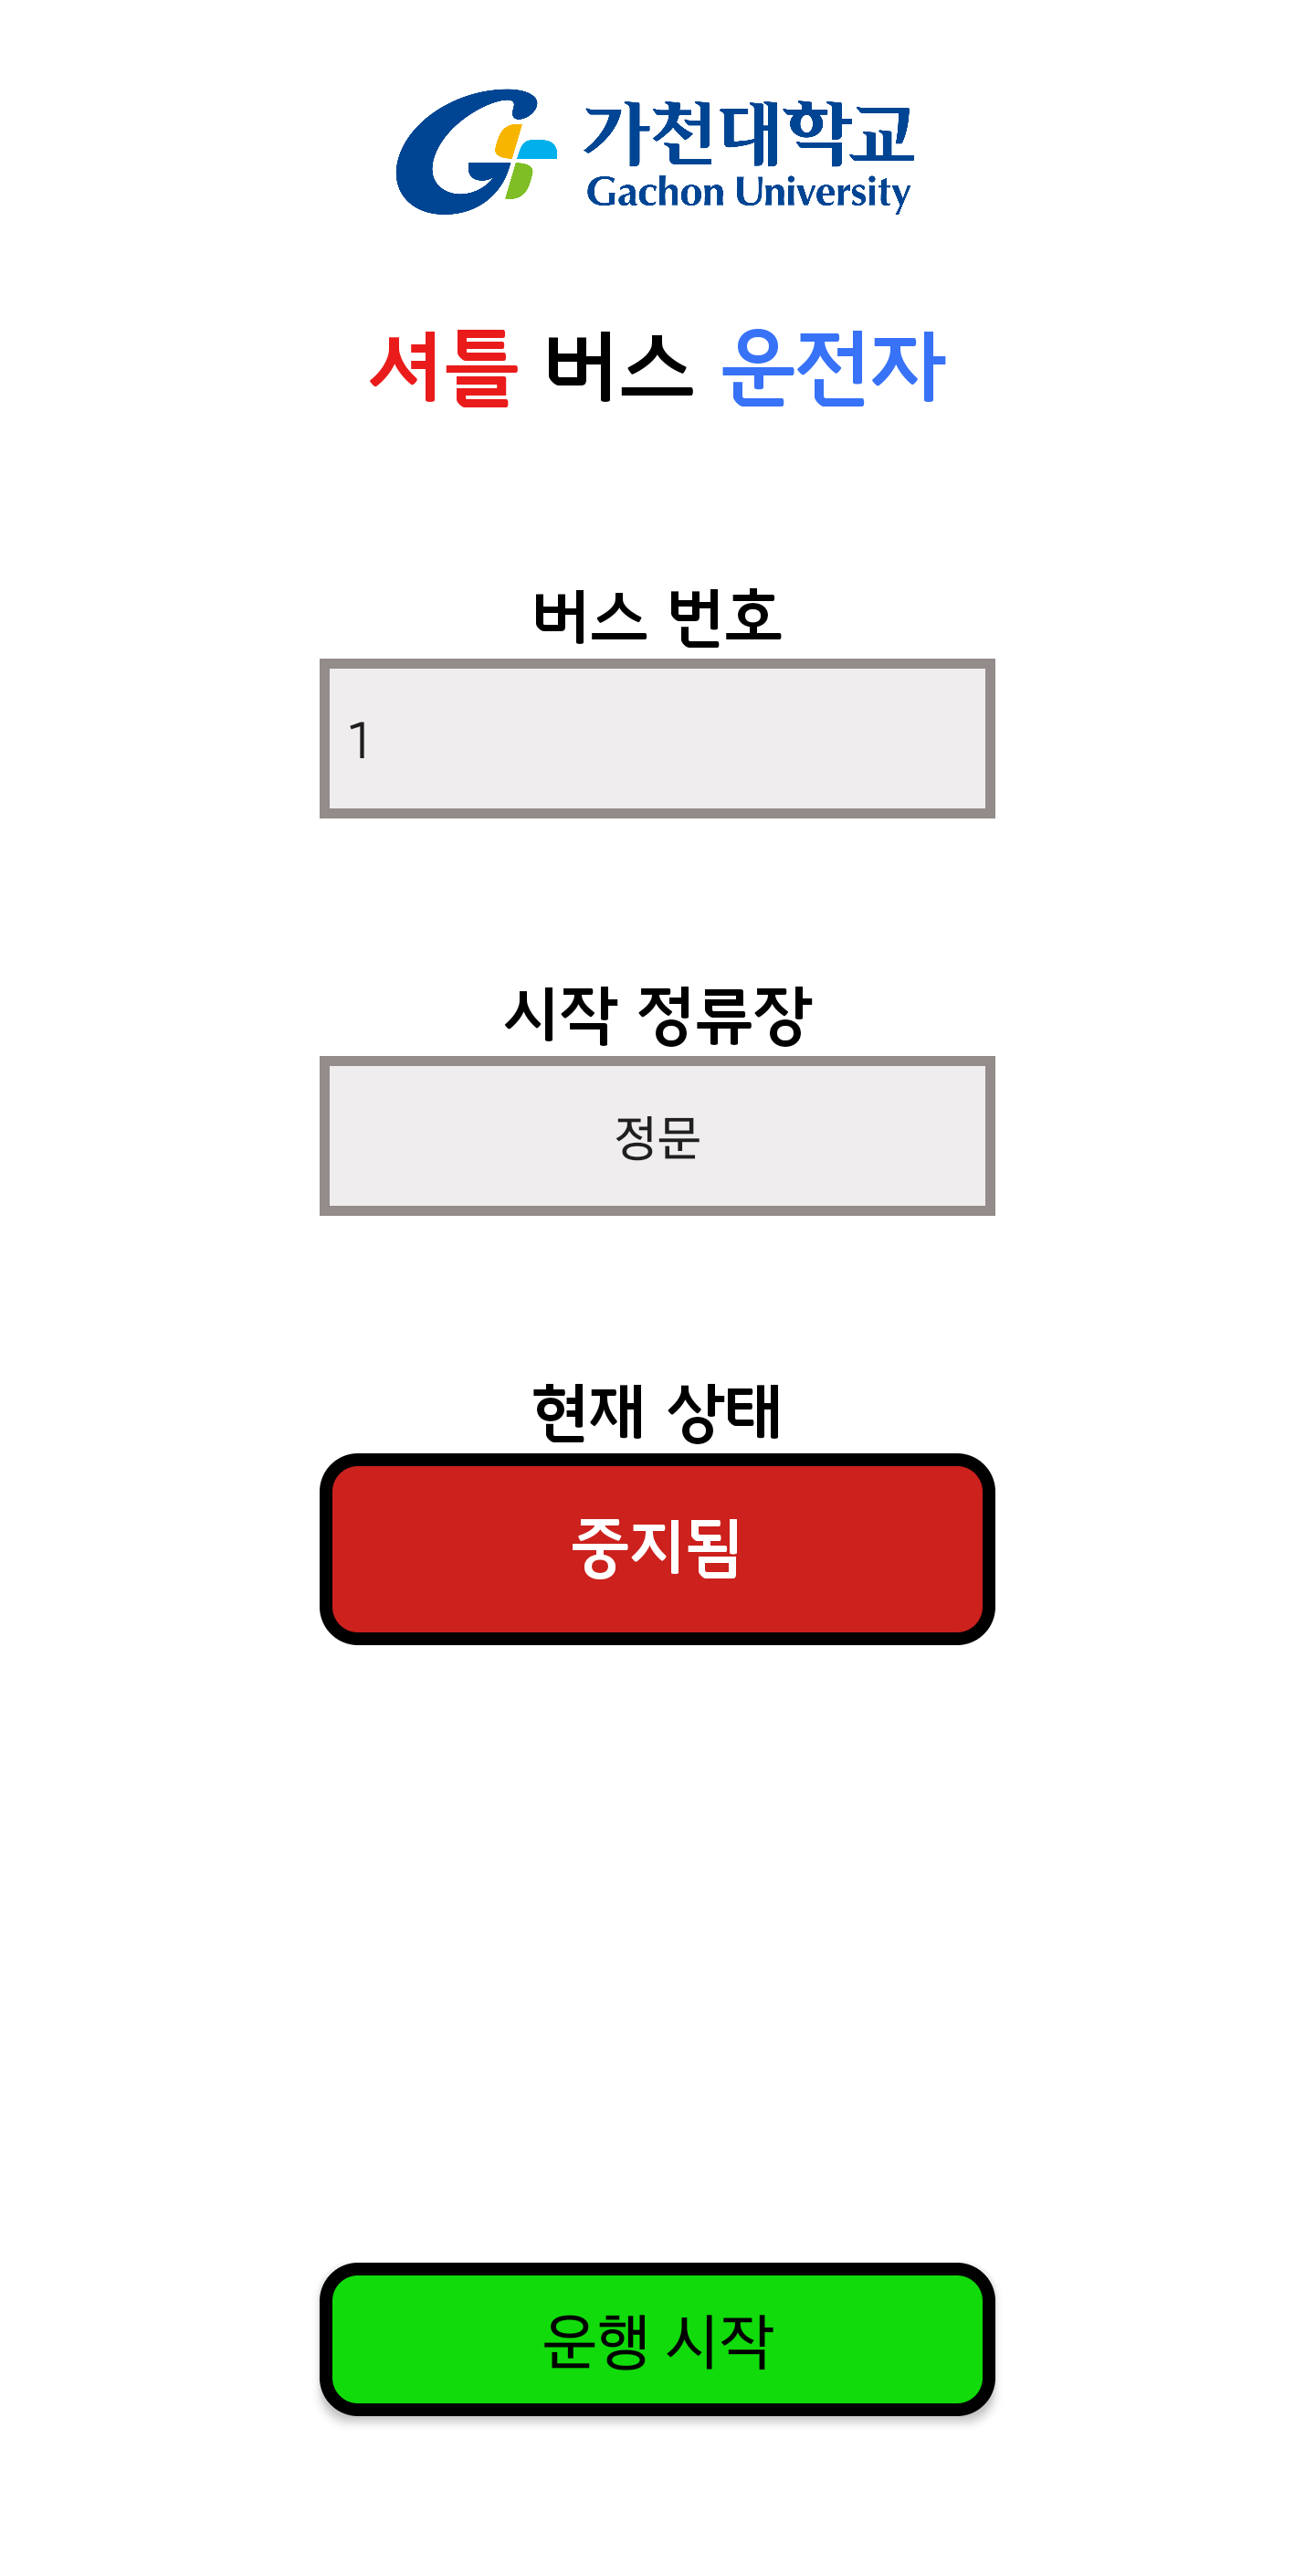 가천대학교
Gachon University
셔틀 버스 운전자
버스 번호
1
시작 정류장
정문
현재 상태
중지됨
운행 시작